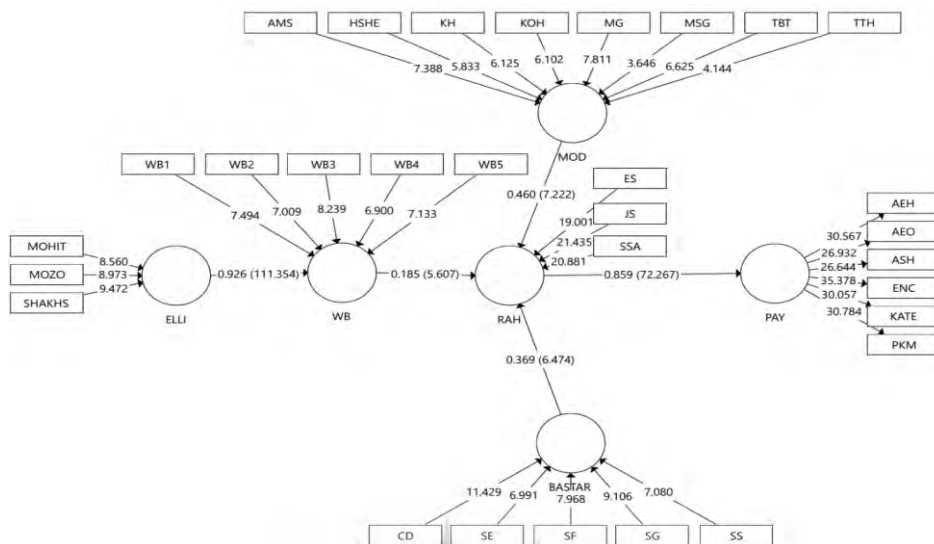 AMS HSHE KH KOH MG MSG TBT TTH
7.388 5.833 6.125 6.102 7.811 3.646 6.625 4.144
MOD
WB1 WB2 WB3 WB4 WB5
7.494 7.009 8.239 6.900 7.133
0.460 (7.222)
ES
JS
SSA
19.001
21.435
20.881
MOHIT
MOZO
SHAKHS
8.560
8.973
9.472
ELLI
0.926 (111.354)
WB
0.185 (5.607)
RAH
0.859 (72.267)
PAY
30.567
26.932
26.644
35.378
30.057
30.784
AEH
AEO
ASH
ENC
KATE
PKM
0.369 (6.474)
BASTAR
11.429 6.991 7.968 9.106 7.080
CD SE SF SG SS